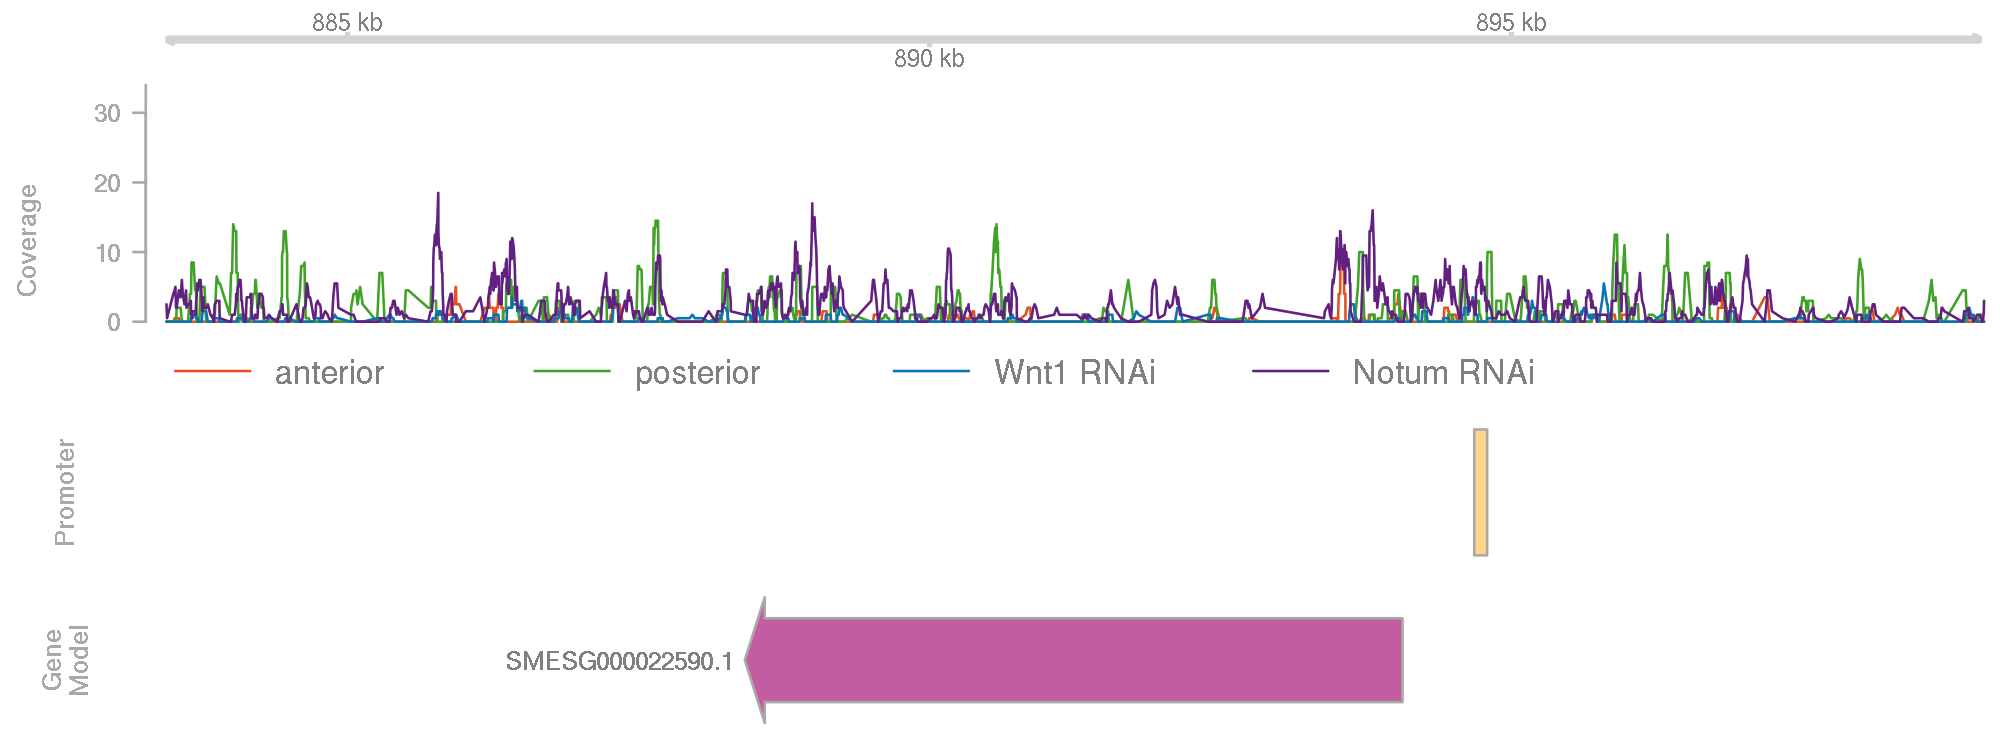 885 kb
895 kb
890 kb
Coverage
30
20
10
0
anterior
posterior
Wnt1 RNAi
Notum RNAi
Promoter
Gene
Model
SMESG000022590.1